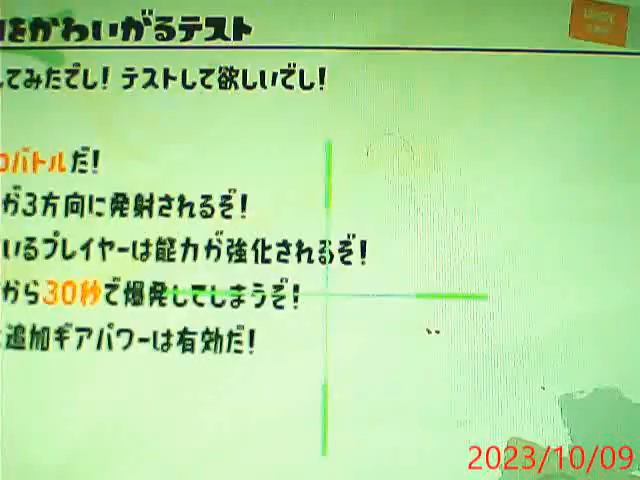 をかわいがるテスト
してみたでし! テストして欲しいでし!
バトルだ!
が3方向に発射されるぞ!
いるプレイヤーは能力が強化されるぞ!
から30秒で爆発してしまうぞ!
追加ギアパワーは有効だ!
2023/10/09